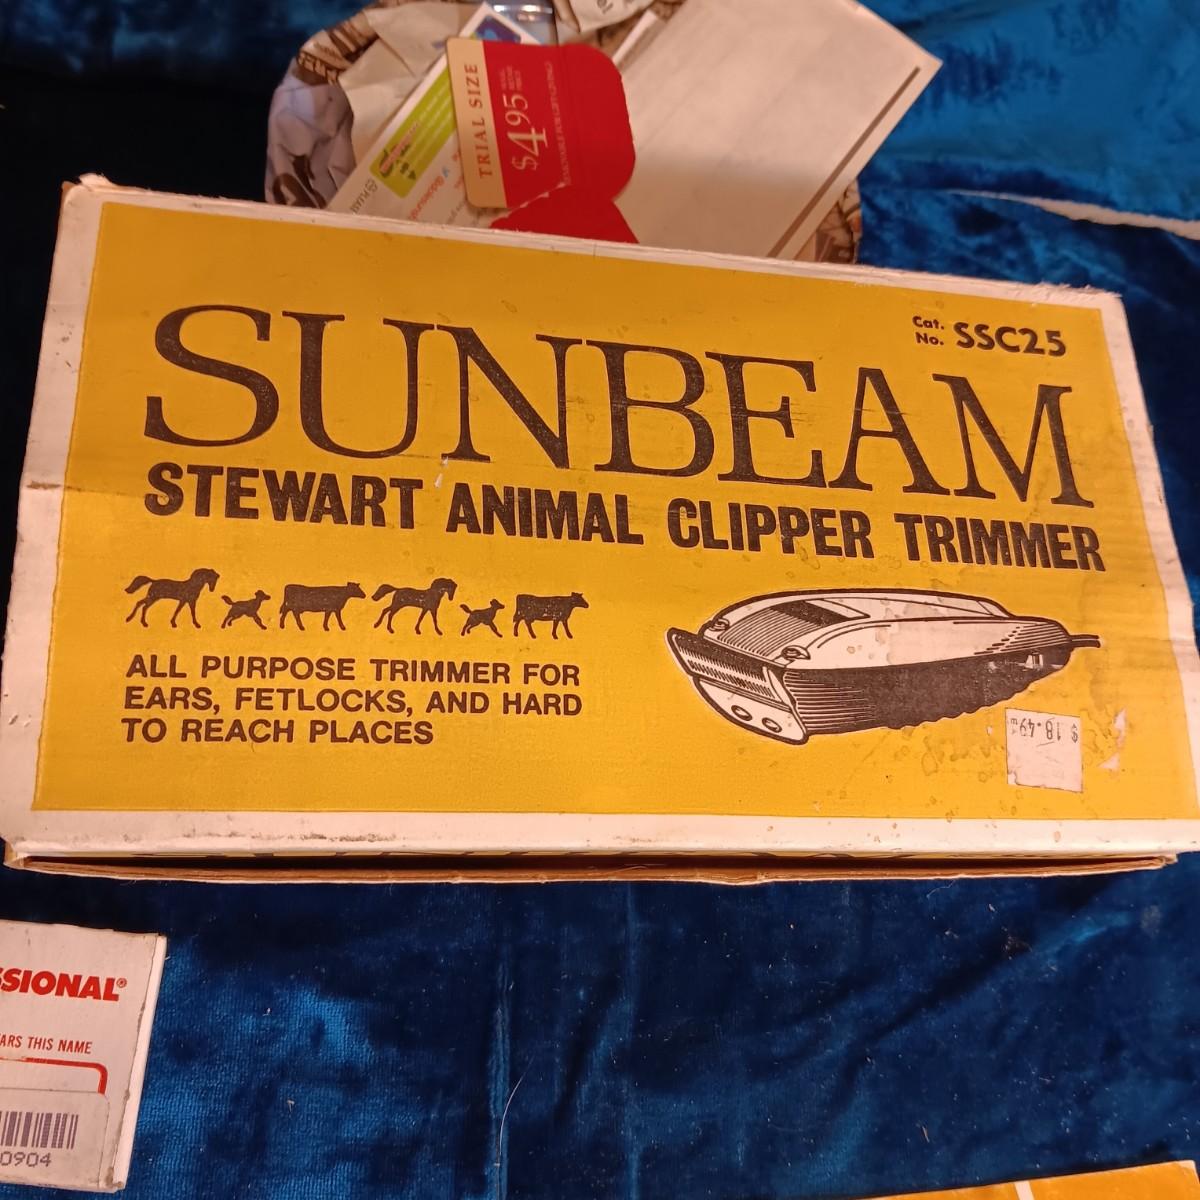 TRIAL SIZE
$4.95
Cat.
No. SSC25
SUNBEAM
STEWART ANIMAL CLIPPER TRIMMER
ALL PURPOSE TRIMMER FOR
EARS, FETLOCKS, AND HARD
TO REACH PLACES
$ 18.49
SSIONAL®
ARS THIS NAME
0904